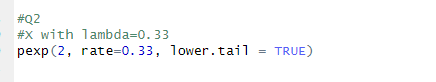 #Q2
#X with lambda=0.33
pexp(2, rate=0.33, lower.tail = TRUE)